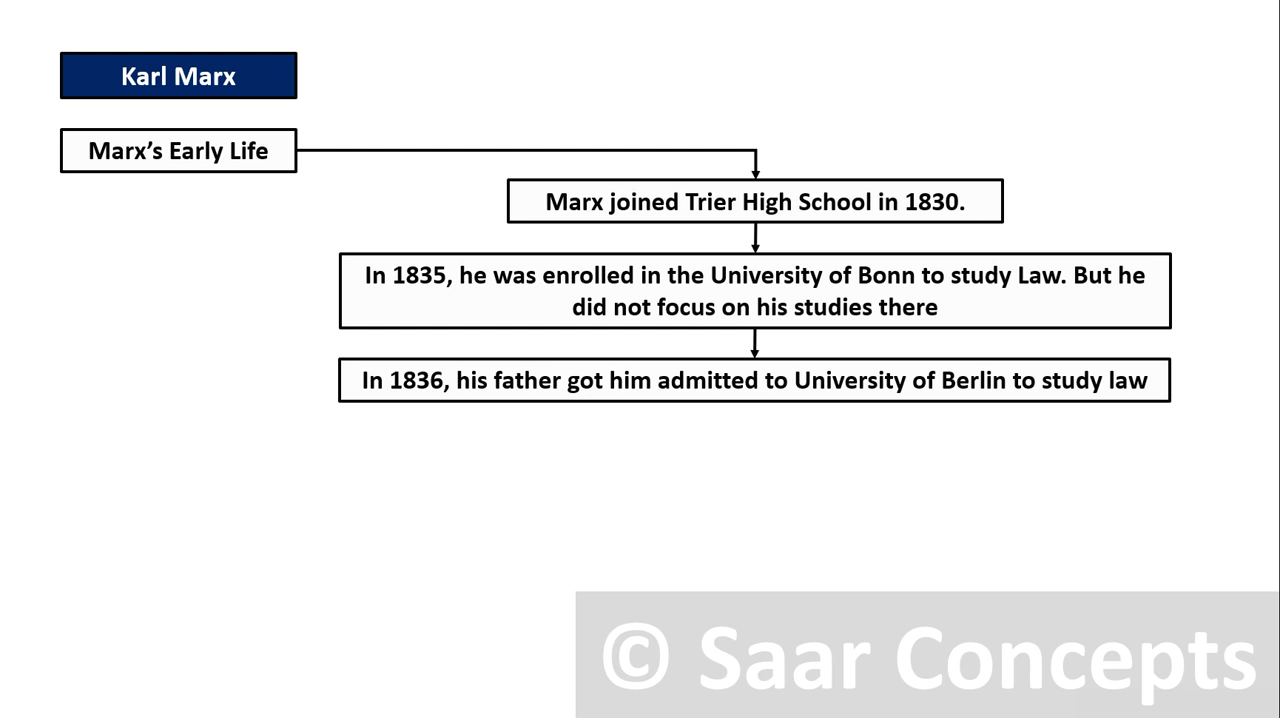 Karl Marx
Marx’s Early Life
Marx joined Trier High School in 1830.
In 1835, he was enrolled in the University of Bonn to study Law. But he
did not focus on his studies there
In 1836, his father got him admitted to University of Berlin to study law
© Saar Concepts